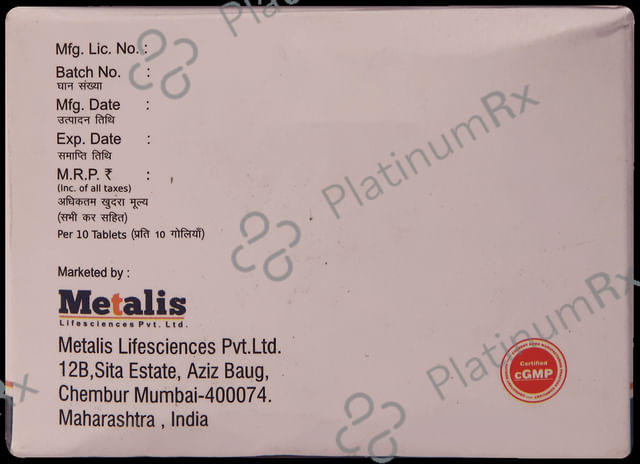 Mfg. Lic. No. :
Batch No. :
घान संख्या
Mfg. Date :
उत्पादन तिथि
Exp. Date :
समाप्ति तिथि
M.R.P. ₹ :
(Inc. of all taxes)
अधिकतम खुदरा मूल्य
(सभी कर सहित)
Per 10 Tablets (प्रति 10 गोलियाँ)
Marketed by :
Metalis
Lifesciences Pvt. Ltd.
Metalis Lifesciences Pvt.Ltd.
12B,Sita Estate, Aziz Baug,
Chembur Mumbai-400074.
Maharashtra , India
Certified
cGMP
PlatinumRx
PlatinumRx
PlatinumRx
Rx